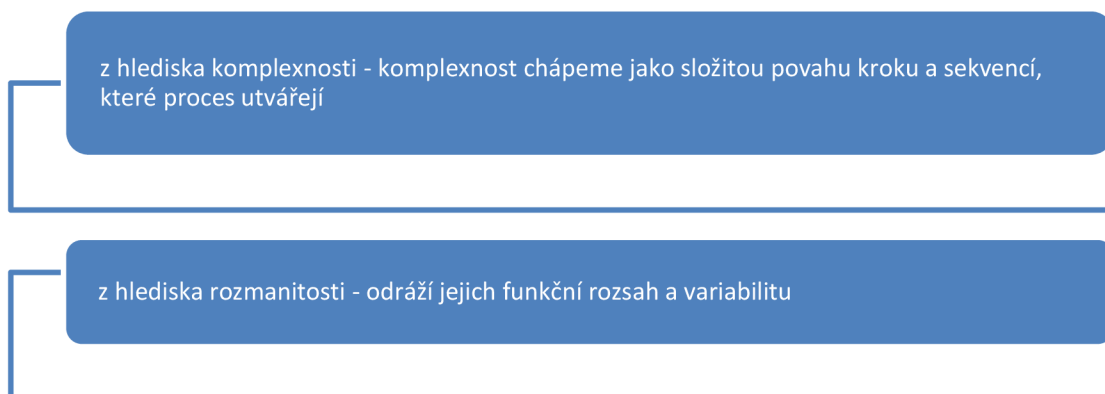 z hlediska komplexnosti - komplexnost chápeme jako složitou povahu kroku a sekvencí,
které proces utvářejí
z hlediska rozmanitosti - odráží jejich funkční rozsah a variabilitu